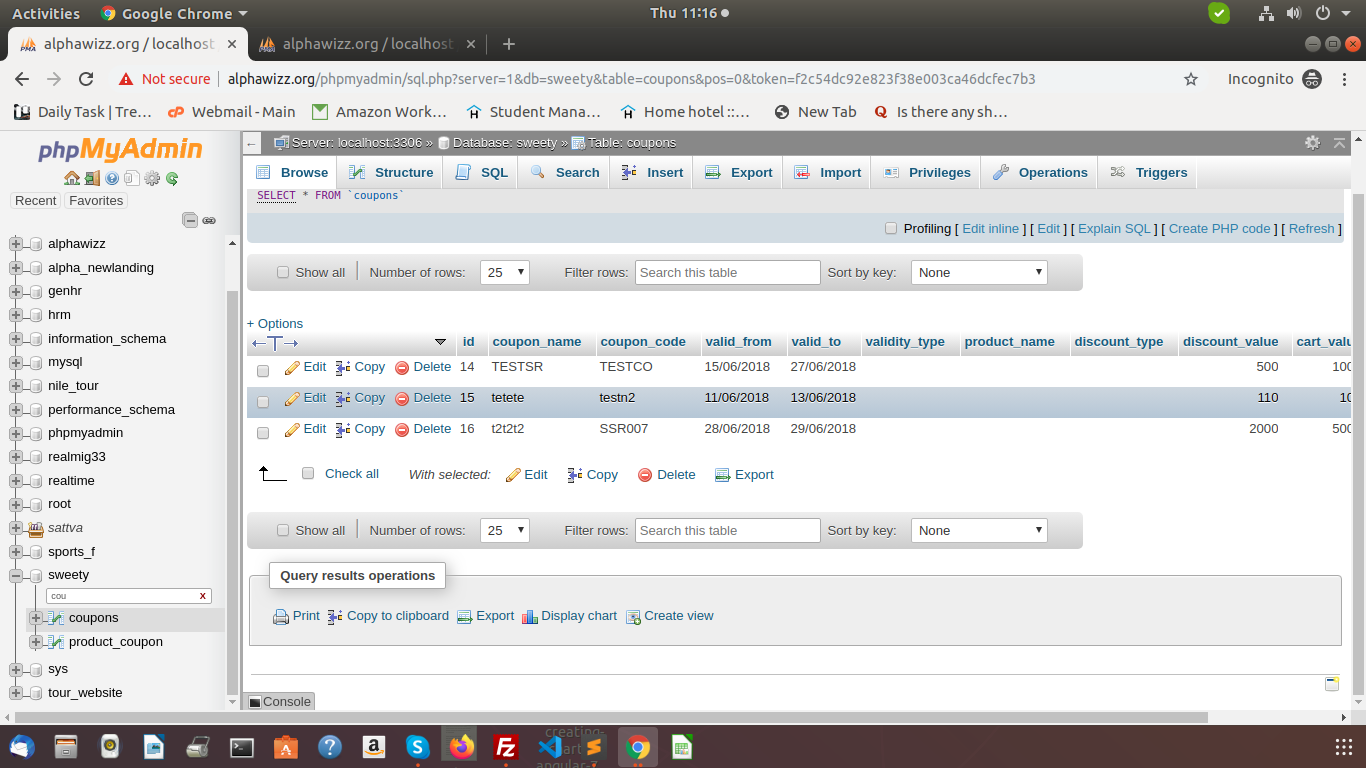 Activities Google Chrome Thu 11:16
alphawizz.org / localhost alphawizz.org / localhost
Not secure alphawizz.org/phpmyadmin/sql.php?server=1&db=sweety&table=coupons&pos=0&token=f2c54dc92e823f38e003ca46dcfec7b3 Incognito
Daily Task | Tre… Webmail - Main Amazon Work… Student Mana… Home hotel ::… New Tab Is there any sh…
phpMyAdmin
Recent Favorites
alphawizz
alpha_newlanding
genhr
hrm
information_schema
mysql
nile_tour
performance_schema
phpmyadmin
realmig33
realtime
root
sattva
sports_f
sweety
cou X
coupons
product_coupon
sys
tour_website
Server: localhost:3306 » Database: sweety » Table: coupons
Browse Structure SQL Search Insert Export Import Privileges Operations Triggers
SELECT * FROM `coupons`
Profiling [ Edit inline ] [ Edit ] [ Explain SQL ] [ Create PHP code ] [ Refresh ]
Show all Number of rows: 25 Filter rows: Search this table Sort by key: None
+ Options
id coupon_name coupon_code valid_from valid_to validity_type product_name discount_type discount_value cart_valu
Edit Copy Delete 14 TESTSR TESTCO 15/06/2018 27/06/2018 500 100
Edit Copy Delete 15 tetete testn2 11/06/2018 13/06/2018 110 10
Edit Copy Delete 16 t2t2t2 SSR007 28/06/2018 29/06/2018 2000 500
Check all With selected: Edit Copy Delete Export
Show all Number of rows: 25 Filter rows: Search this table Sort by key: None
Query results operations
Print Copy to clipboard Export Display chart Create view
Console
creating-
angular-7